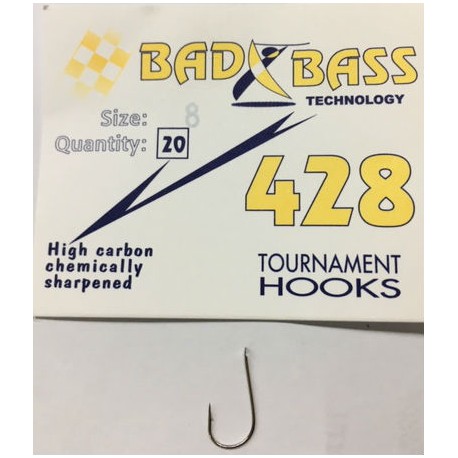 BAD BASS
TECHNOLOGY
Size: 8
Quantity: 20
428
High carbon
chemically
sharpened
TOURNAMENT
HOOKS